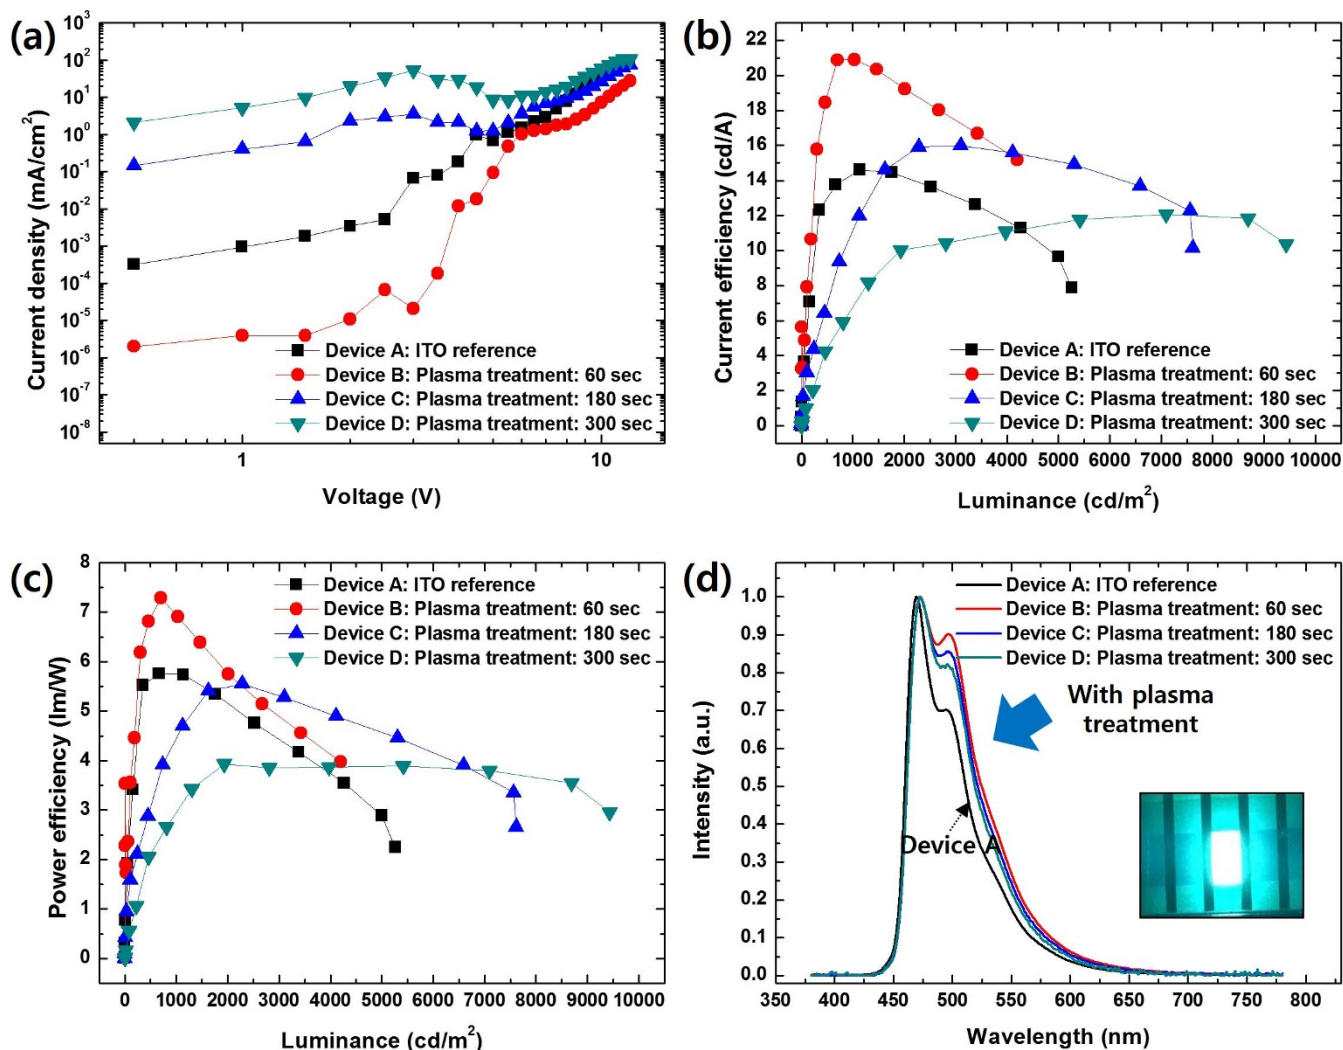 (a)
Current density (mA/cm²)
10³
10²
10¹
10⁰
10⁻¹
10⁻²
10⁻³
10⁻⁴
10⁻⁵
10⁻⁶
10⁻⁷
10⁻⁸
Device A: ITO reference
Device B: Plasma treatment: 60 sec
Device C: Plasma treatment: 180 sec
Device D: Plasma treatment: 300 sec
1
10
Voltage (V)
(b)
Current efficiency (cd/A)
22
20
18
16
14
12
10
8
6
4
2
0
Device A: ITO reference
Device B: Plasma treatment: 60 sec
Device C: Plasma treatment: 180 sec
Device D: Plasma treatment: 300 sec
0 1000 2000 3000 4000 5000 6000 7000 8000 9000 10000
Luminance (cd/m²)
(c)
Power efficiency (lm/W)
8
7
6
5
4
3
2
1
0
Device A: ITO reference
Device B: Plasma treatment: 60 sec
Device C: Plasma treatment: 180 sec
Device D: Plasma treatment: 300 sec
0 1000 2000 3000 4000 5000 6000 7000 8000 9000 10000
Luminance (cd/m²)
(d)
Intensity (a.u.)
1.0
0.9
0.8
0.7
0.6
0.5
0.4
0.3
0.2
0.1
0.0
Device A: ITO reference
Device B: Plasma treatment: 60 sec
Device C: Plasma treatment: 180 sec
Device D: Plasma treatment: 300 sec
With plasma
treatment
Device A
350 400 450 500 550 600 650 700 750 800
Wavelength (nm)